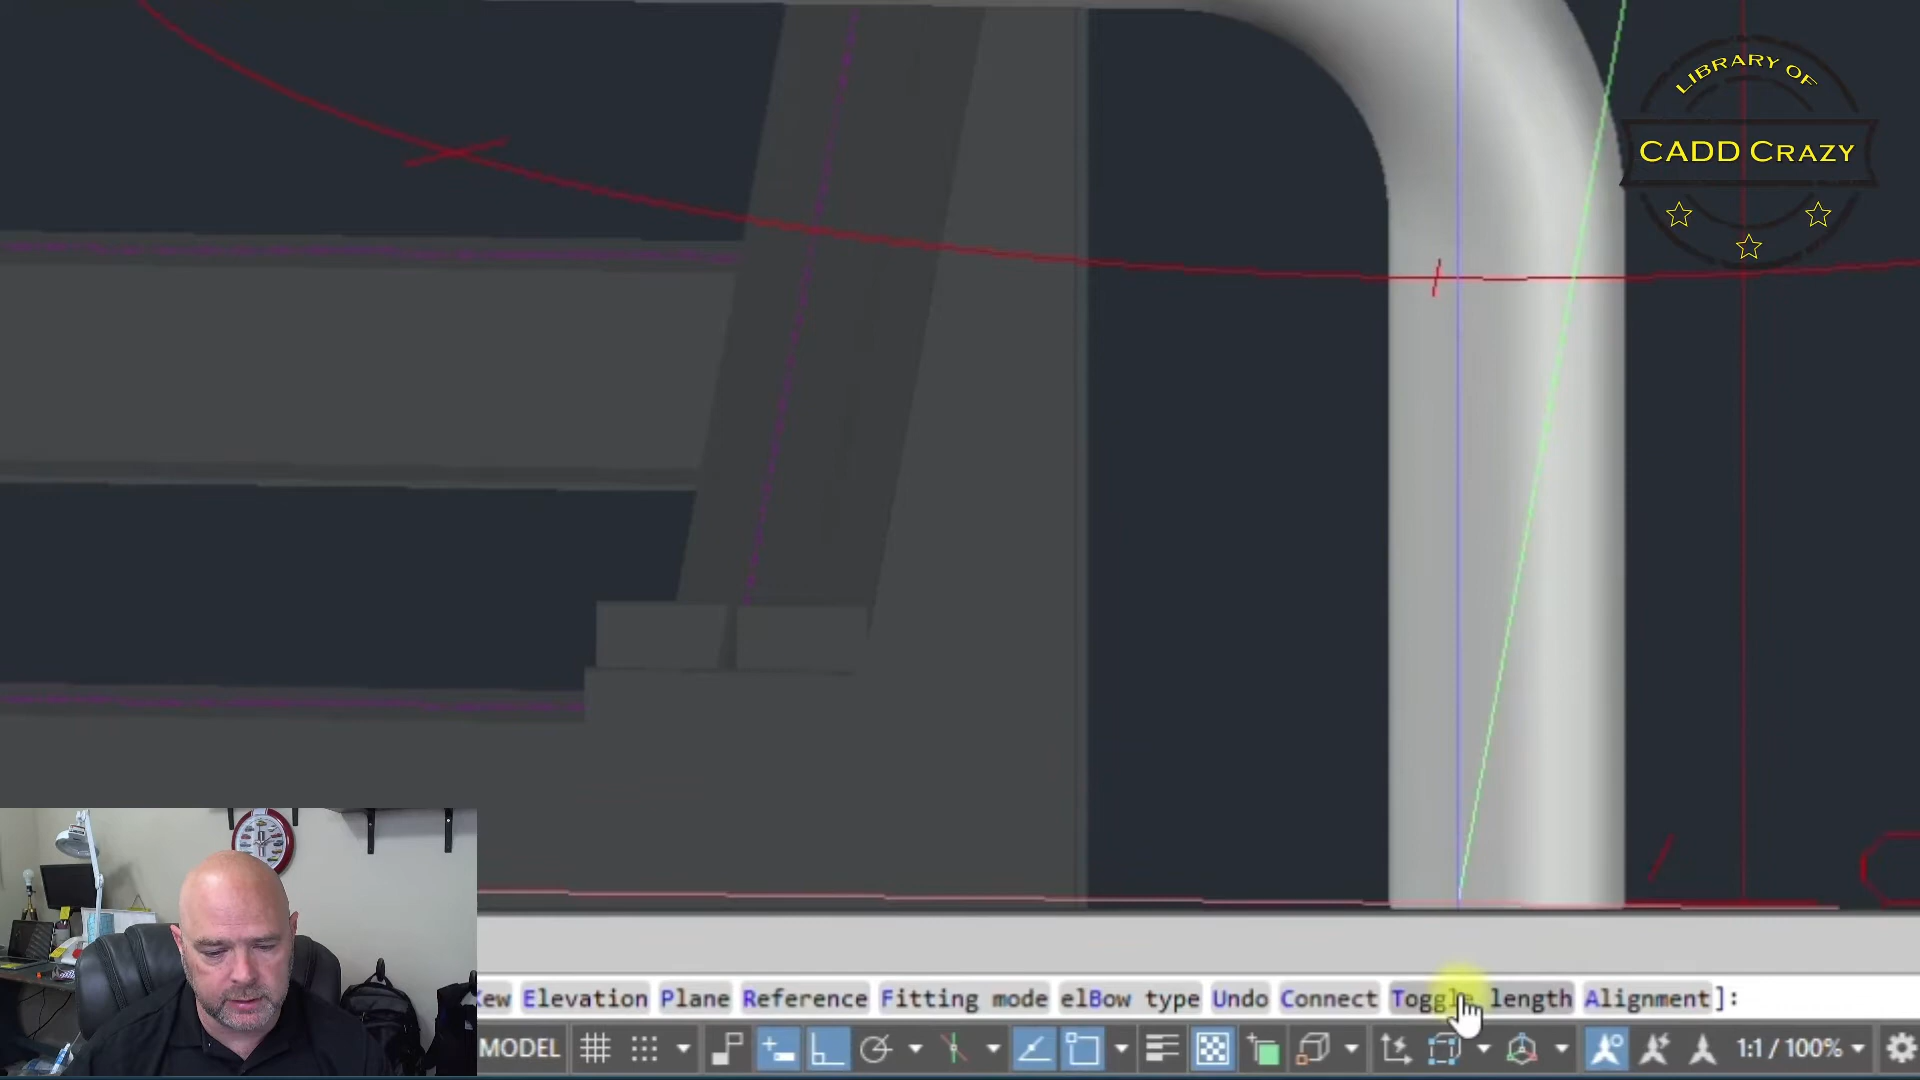 LIBRARY OF
CADD CRAZY
Elevation Plane Reference Fitting mode elBow type Undo Connect Toggle length Alignment]:
MODEL
1:1 / 100%